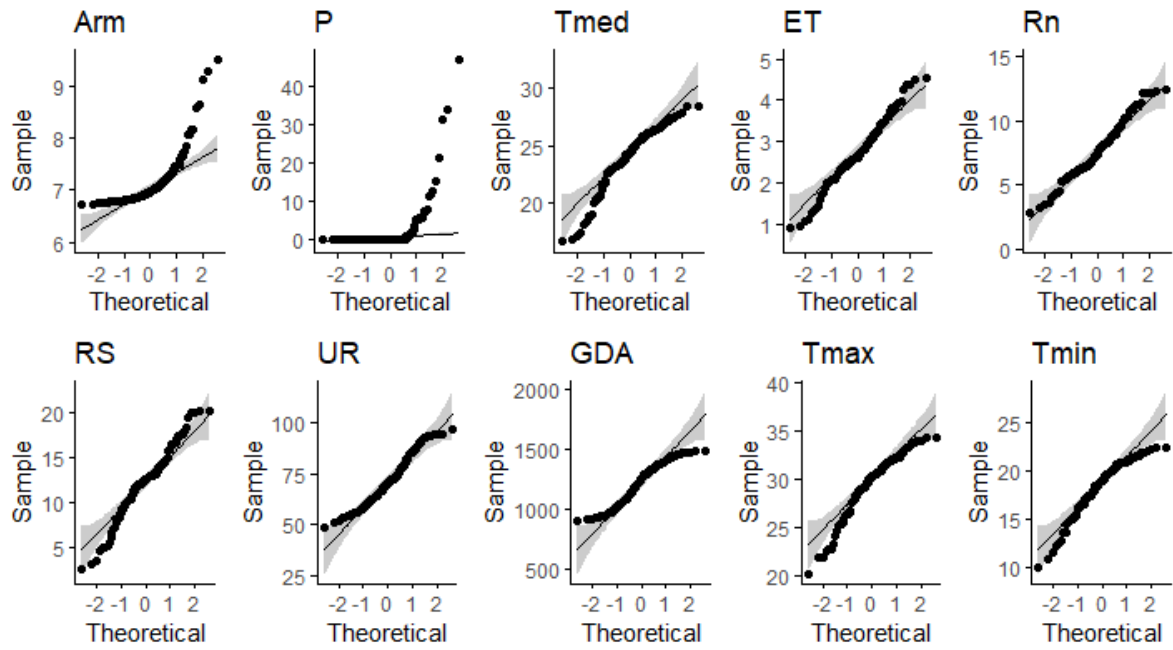 Arm P Tmed ET Rn
Sample 9 8 7 6 Sample 40 30 20 10 0 Sample 30 25 20 Sample 5 4 3 2 1 Sample 15 10 5 0
-2 -1 0 1 2 -2 -1 0 1 2 -2 -1 0 1 2 -2 -1 0 1 2 -2 -1 0 1 2
Theoretical Theoretical Theoretical Theoretical Theoretical
RS UR GDA Tmax Tmin
Sample 20 15 10 5 Sample 100 75 50 25 Sample 2000 1500 1000 500 Sample 40 35 30 25 20 Sample 25 20 15 10
-2 -1 0 1 2 -2 -1 0 1 2 -2 -1 0 1 2 -2 -1 0 1 2 -2 -1 0 1 2
Theoretical Theoretical Theoretical Theoretical Theoretical